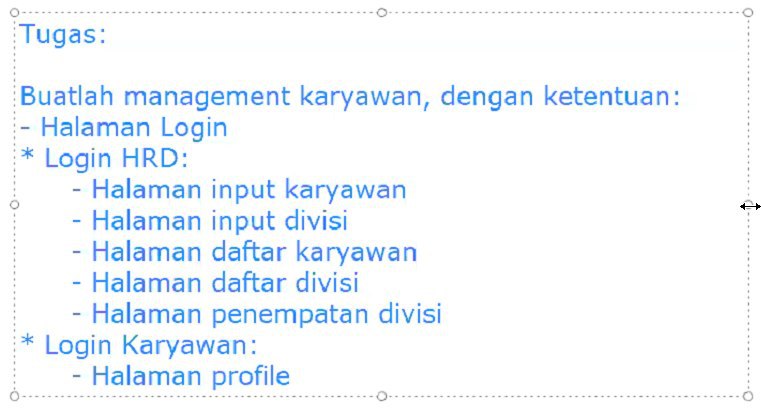 Tugas:
Buatlah management karyawan, dengan ketentuan:
- Halaman Login
* Login HRD:
- Halaman input karyawan
- Halaman input divisi
- Halaman daftar karyawan
- Halaman daftar divisi
- Halaman penempatan divisi
* Login Karyawan:
- Halaman profile